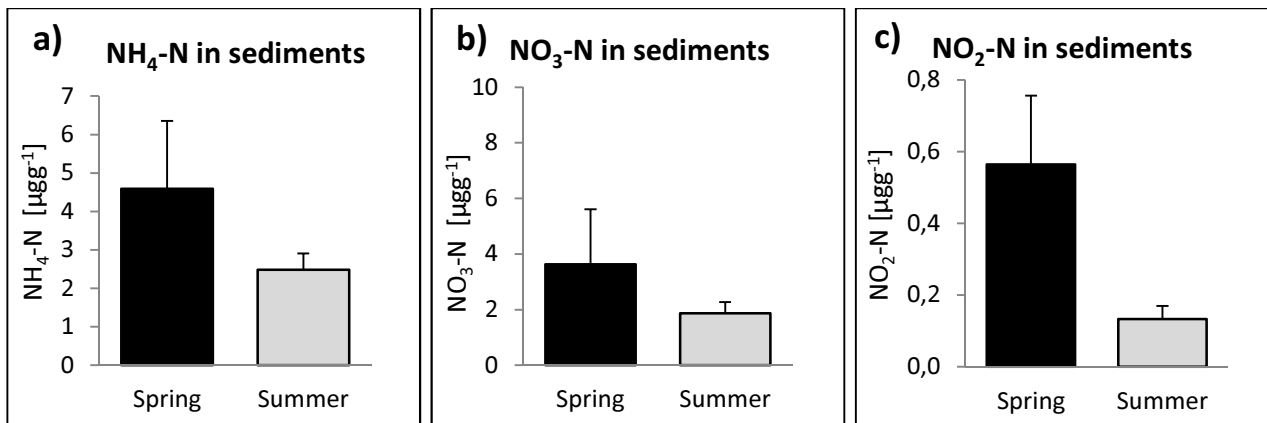 a)
NH₄-N in sediments
7
6
5
4
3
2
1
0
NH₄-N [µgg⁻¹]
Spring Summer
b)
NO₃-N in sediments
10
8
6
4
2
0
NO₃-N [µgg⁻¹]
Spring Summer
c)
NO₂-N in sediments
0,8
0,6
0,4
0,2
0,0
NO₂-N [µgg⁻¹]
Spring Summer